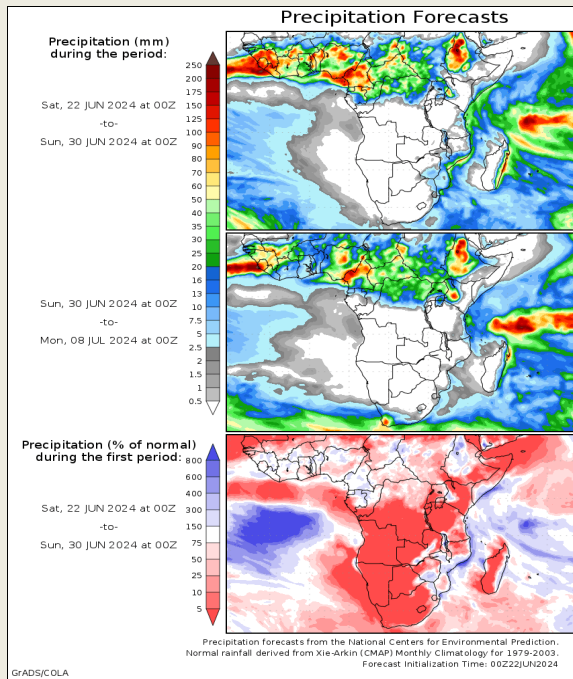 Precipitation Forecasts
Precipitation (mm)
during the period:
250
200
175
150
125
100
90
80
70
60
50
40
35
30
25
20
16
13
10
7.5
5
2.5
2
1.5
1
0.5
Sat, 22 JUN 2024 at 00Z
-to-
Sun, 30 JUN 2024 at 00Z
Sun, 30 JUN 2024 at 00Z
-to-
Mon, 08 JUL 2024 at 00Z
Precipitation (% of normal)
during the first period:
800
600
400
300
150
75
50
25
10
5
Sat, 22 JUN 2024 at 00Z
-to-
Sun, 30 JUN 2024 at 00Z
Precipitation forecasts from the National Centers for Environmental Prediction.
Normal rainfall derived from Xie-Arkin (CMAP) Monthly Climatology for 1979-2003.
Forecast Initialization Time: 00Z22JUN2024
GrADS/COLA